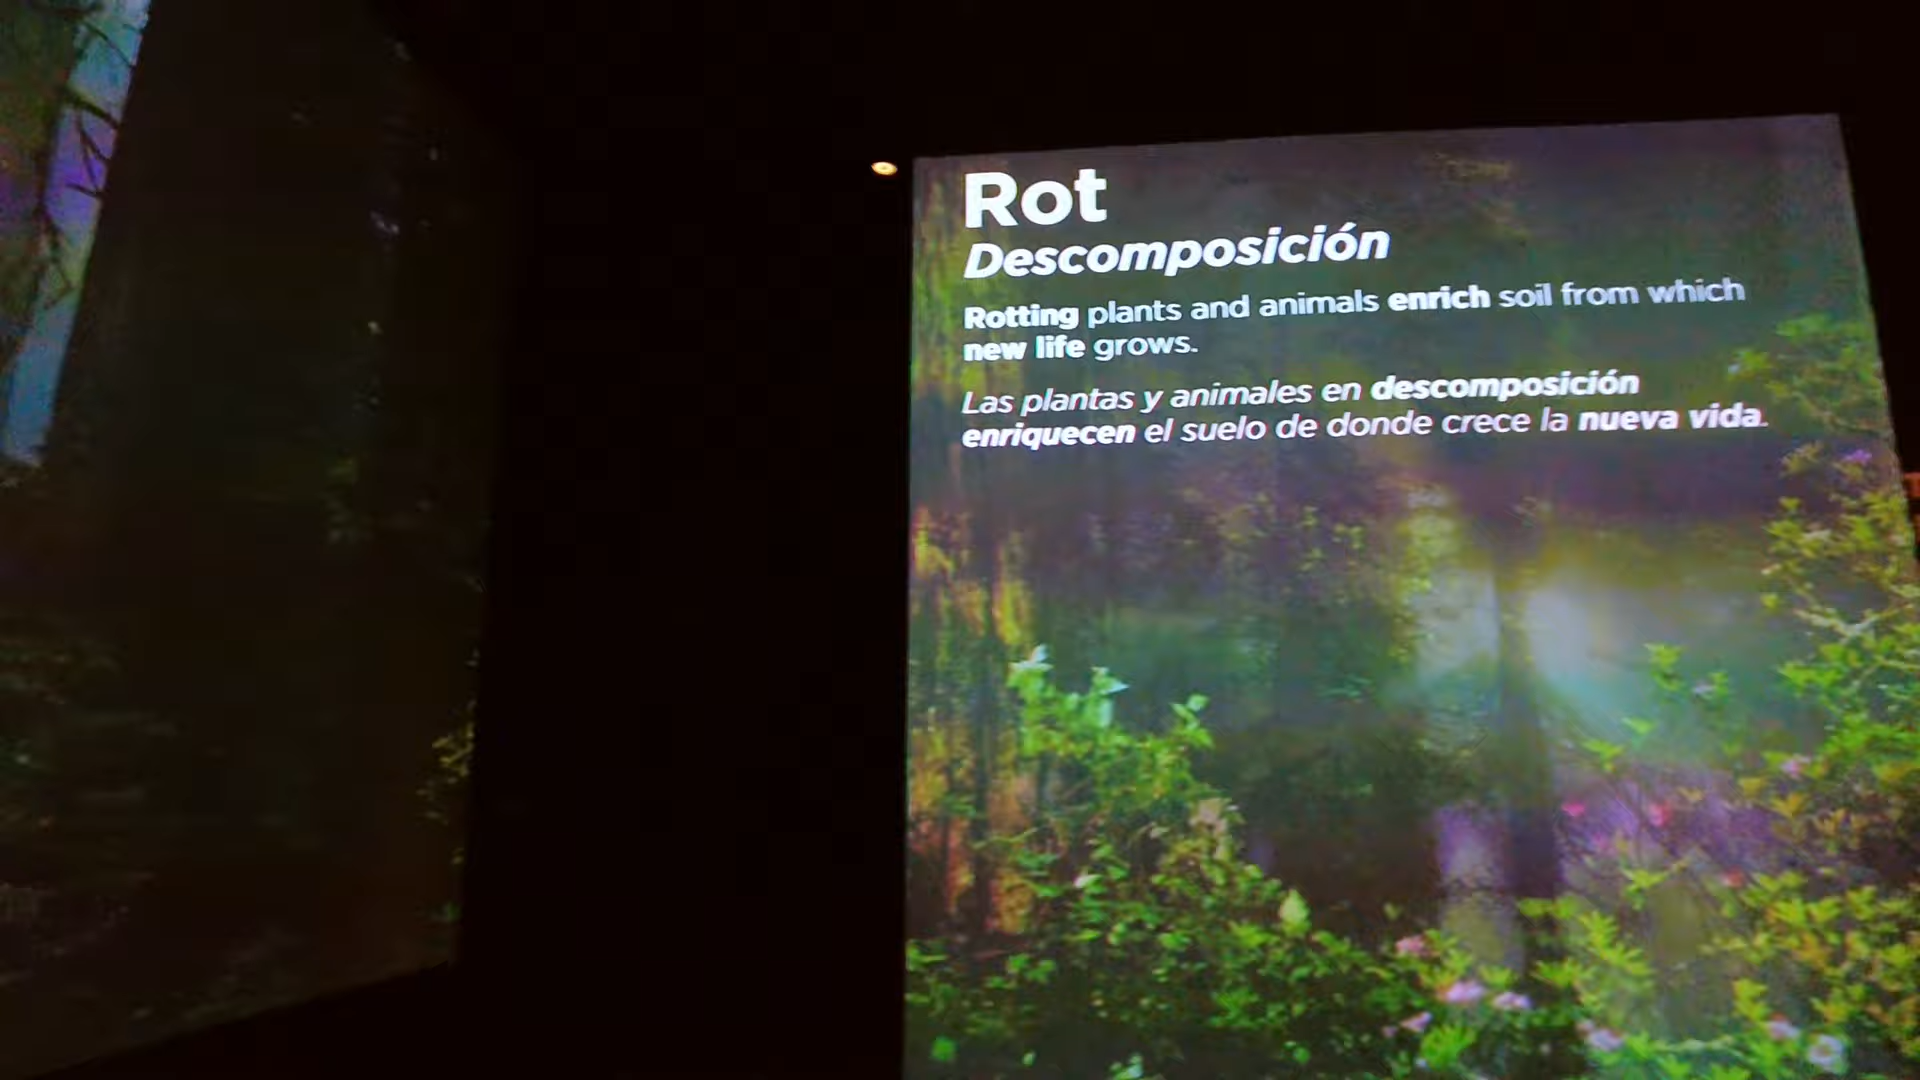 Rot
Descomposición
Rotting plants and animals enrich soil from which
new life grows.
Las plantas y animales en descomposición
enriquecen el suelo de donde crece la nueva vida.